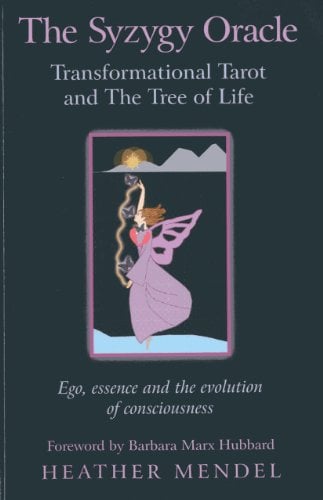 The Syzygy Oracle
Transformational Tarot
and The Tree of Life
Ego, essence and the evolution
of consciousness
Foreword by Barbara Marx Hubbard
HEATHER MENDEL